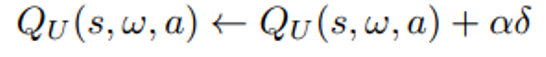 Q_U(s, ω, a) ← Q_U(s, ω, a) + αδ